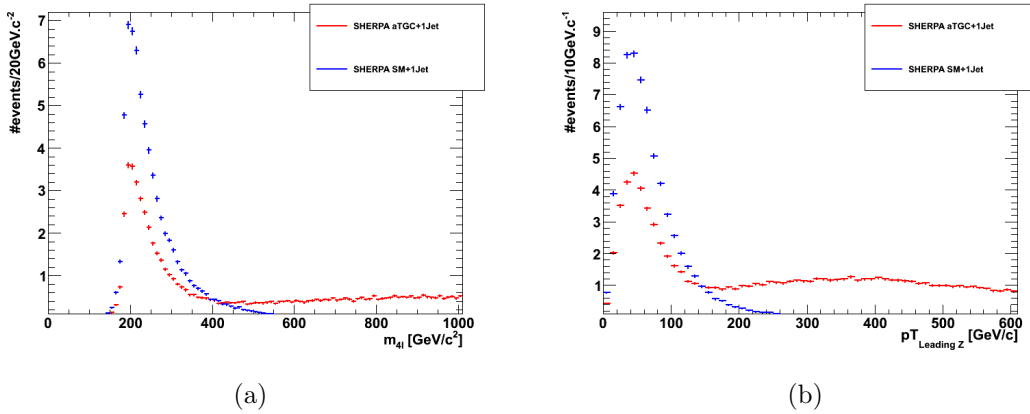 #events/20GeV.c-2
7
6
5
4
3
2
1
0
200
400
600
800
1000
m4l [GeV/c2]
SHERPA aTGC+1Jet
SHERPA SM+1Jet
(a)
#events/10GeV.c-1
9
8
7
6
5
4
3
2
1
0
100
200
300
400
500
600
pTLeading Z [GeV/c]
SHERPA aTGC+1Jet
SHERPA SM+1Jet
(b)